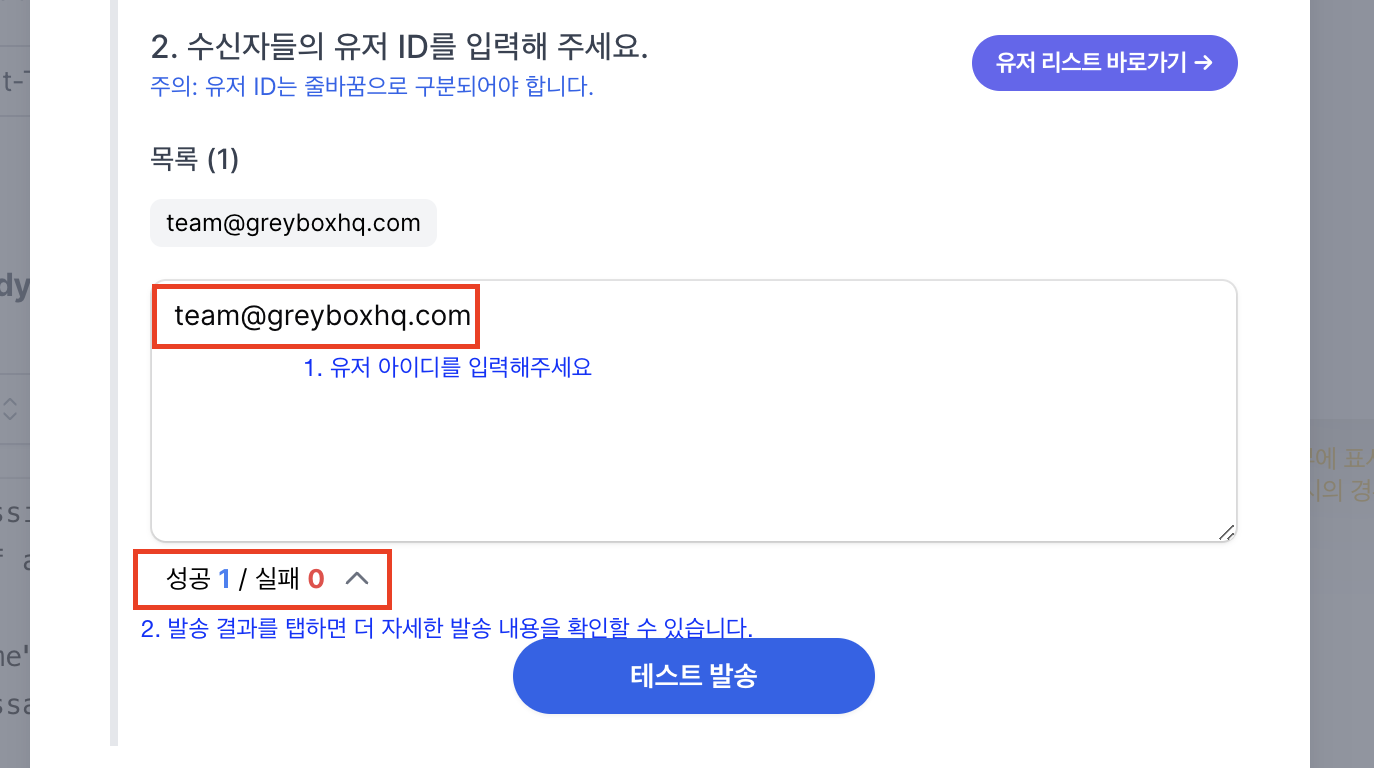 2. 수신자들의 유저 ID를 입력해 주세요.
유저 리스트 바로가기 →
주의: 유저 ID는 줄바꿈으로 구분되어야 합니다.
목록 (1)
team@greyboxhq.com
team@greyboxhq.com
1. 유저 아이디를 입력해주세요
성공 1 / 실패 0
2. 발송 결과를 탭하면 더 자세한 발송 내용을 확인할 수 있습니다.
테스트 발송